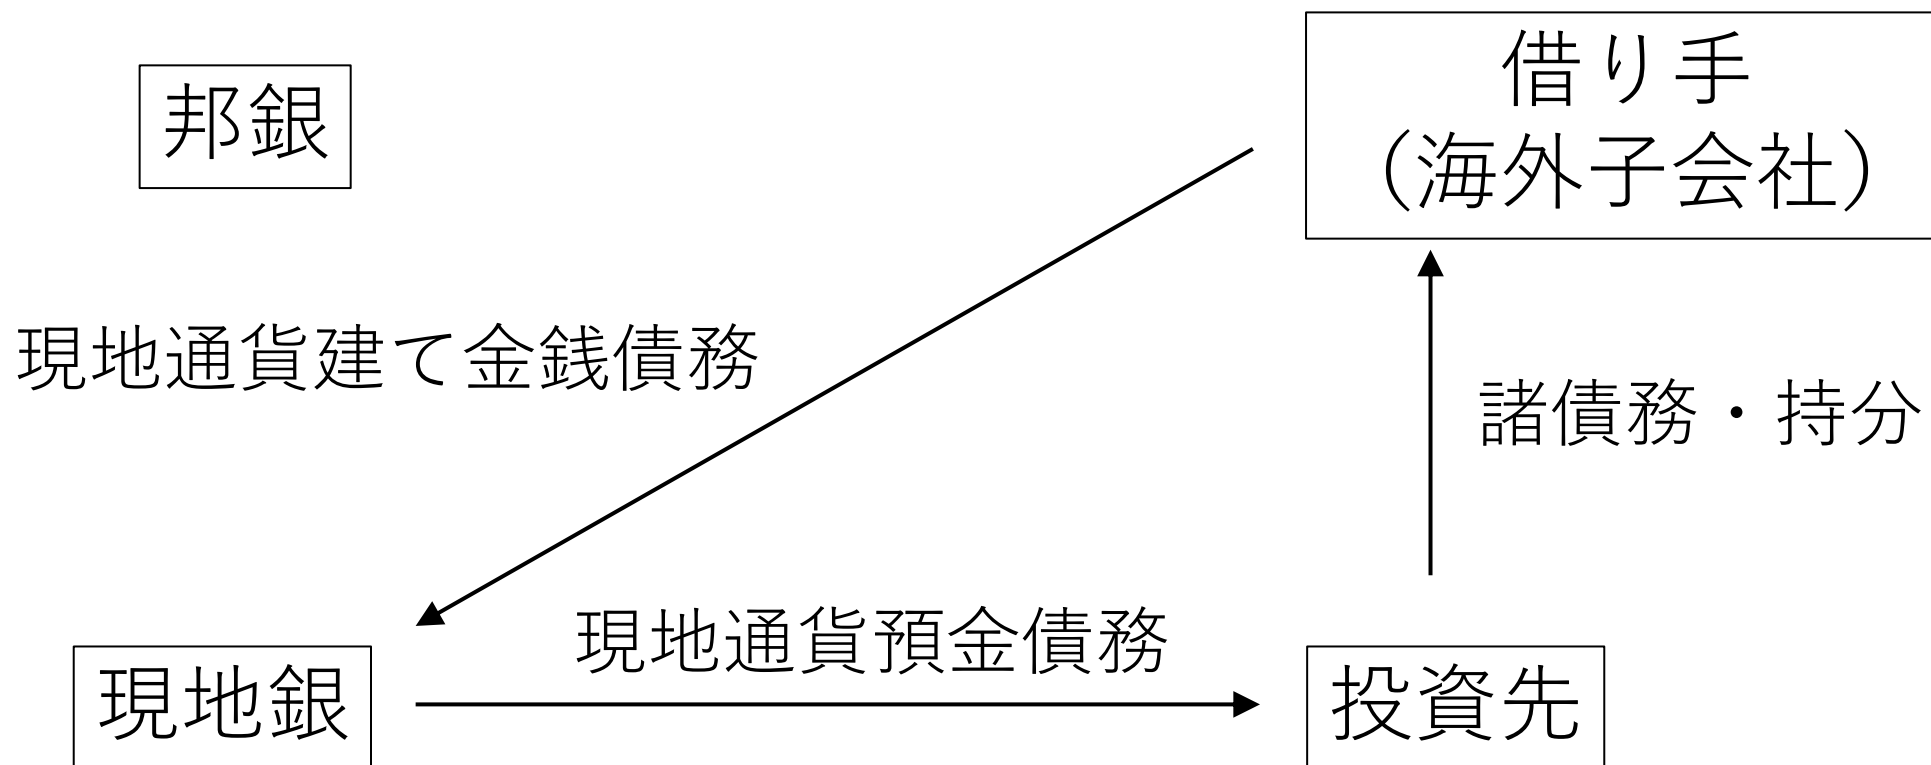 邦銀
借り手
（海外子会社）
現地通貨建て金銭債務
諸債務・持分
現地通貨預金債務
現地銀
投資先